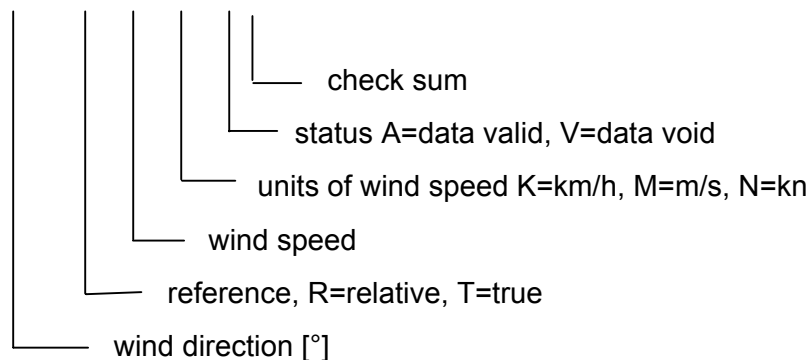 check sum
status A=data valid, V=data void
units of wind speed K=km/h, M=m/s, N=kn
wind speed
reference, R=relative, T=true
wind direction [°]